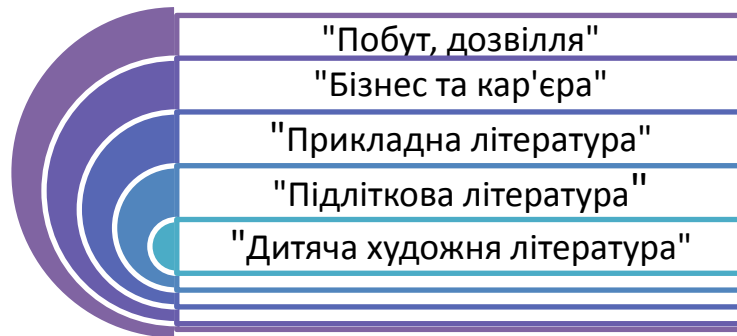 "Побут, дозвілля"
"Бізнес та кар'єра"
"Прикладна література"
"Підліткова література"
"Дитяча художня література"